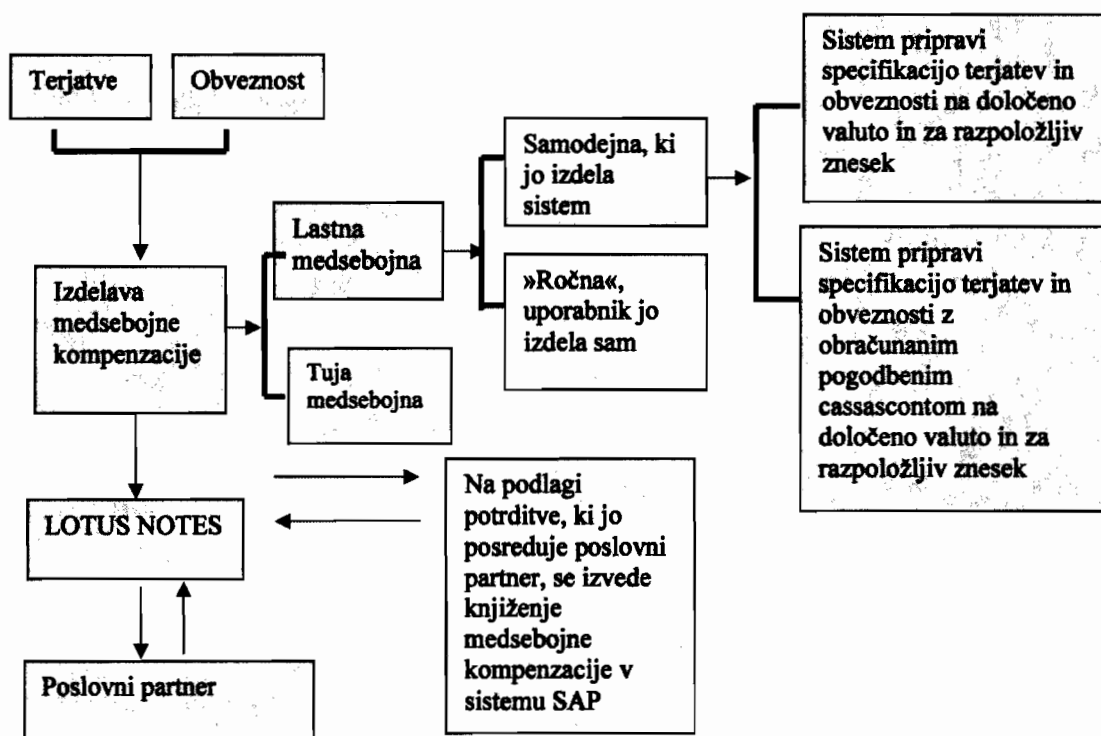 Terjatve
Obveznost
Izdelava
medsebojne
kompenzacije
Lastna
medsebojna
Tuja
medsebojna
Samodejna, ki
jo izdela
sistem
»Ročna«,
uporabnik jo
izdela sam
Sistem pripravi
specifikacijo terjatev in
obveznosti na določeno
valuto in za razpoložljiv
znesek
Sistem pripravi
specifikacijo terjatev in
obveznosti z
obračunanim
pogodbenim
cassascontom na
določeno valuto in za
razpoložljiv znesek
LOTUS NOTES
Na podlagi
potrditve, ki jo
posreduje poslovni
partner, se izvede
knjiženje
medsebojne
kompenzacije v
sistemu SAP
Poslovni partner